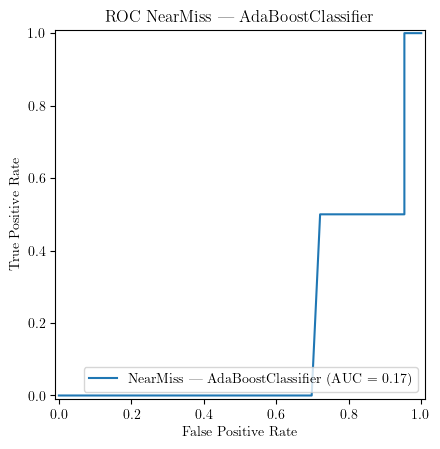 ROC NearMiss — AdaBoostClassifier
1.0
0.8
0.6
0.4
0.2
0.0
True Positive Rate
NearMiss — AdaBoostClassifier (AUC = 0.17)
0.0 0.2 0.4 0.6 0.8 1.0
False Positive Rate